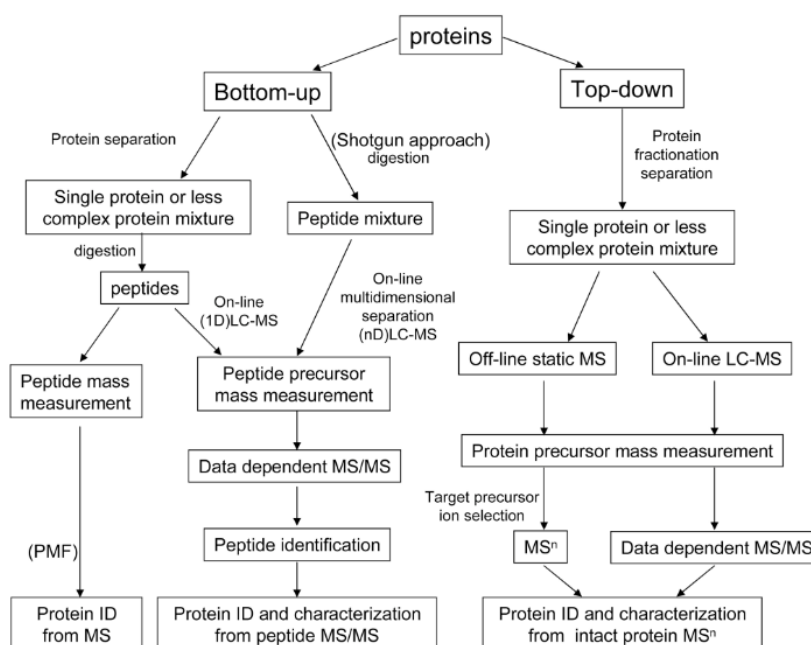 proteins
Bottom-up
Top-down
Protein separation
(Shotgun approach)
digestion
Protein
fractionation
separation
Single protein or less
complex protein mixture
Peptide mixture
Single protein or less
complex protein mixture
digestion
peptides
On-line
(1D)LC-MS
On-line
multidimensional
separation
(nD)LC-MS
Off-line static MS
On-line LC-MS
Peptide mass
measurement
Peptide precursor
mass measurement
Protein precursor mass measurement
Data dependent MS/MS
Target precursor
ion selection
(PMF)
Peptide identification
MSⁿ
Data dependent MS/MS
Protein ID
from MS
Protein ID and characterization
from peptide MS/MS
Protein ID and characterization
from intact protein MSⁿ